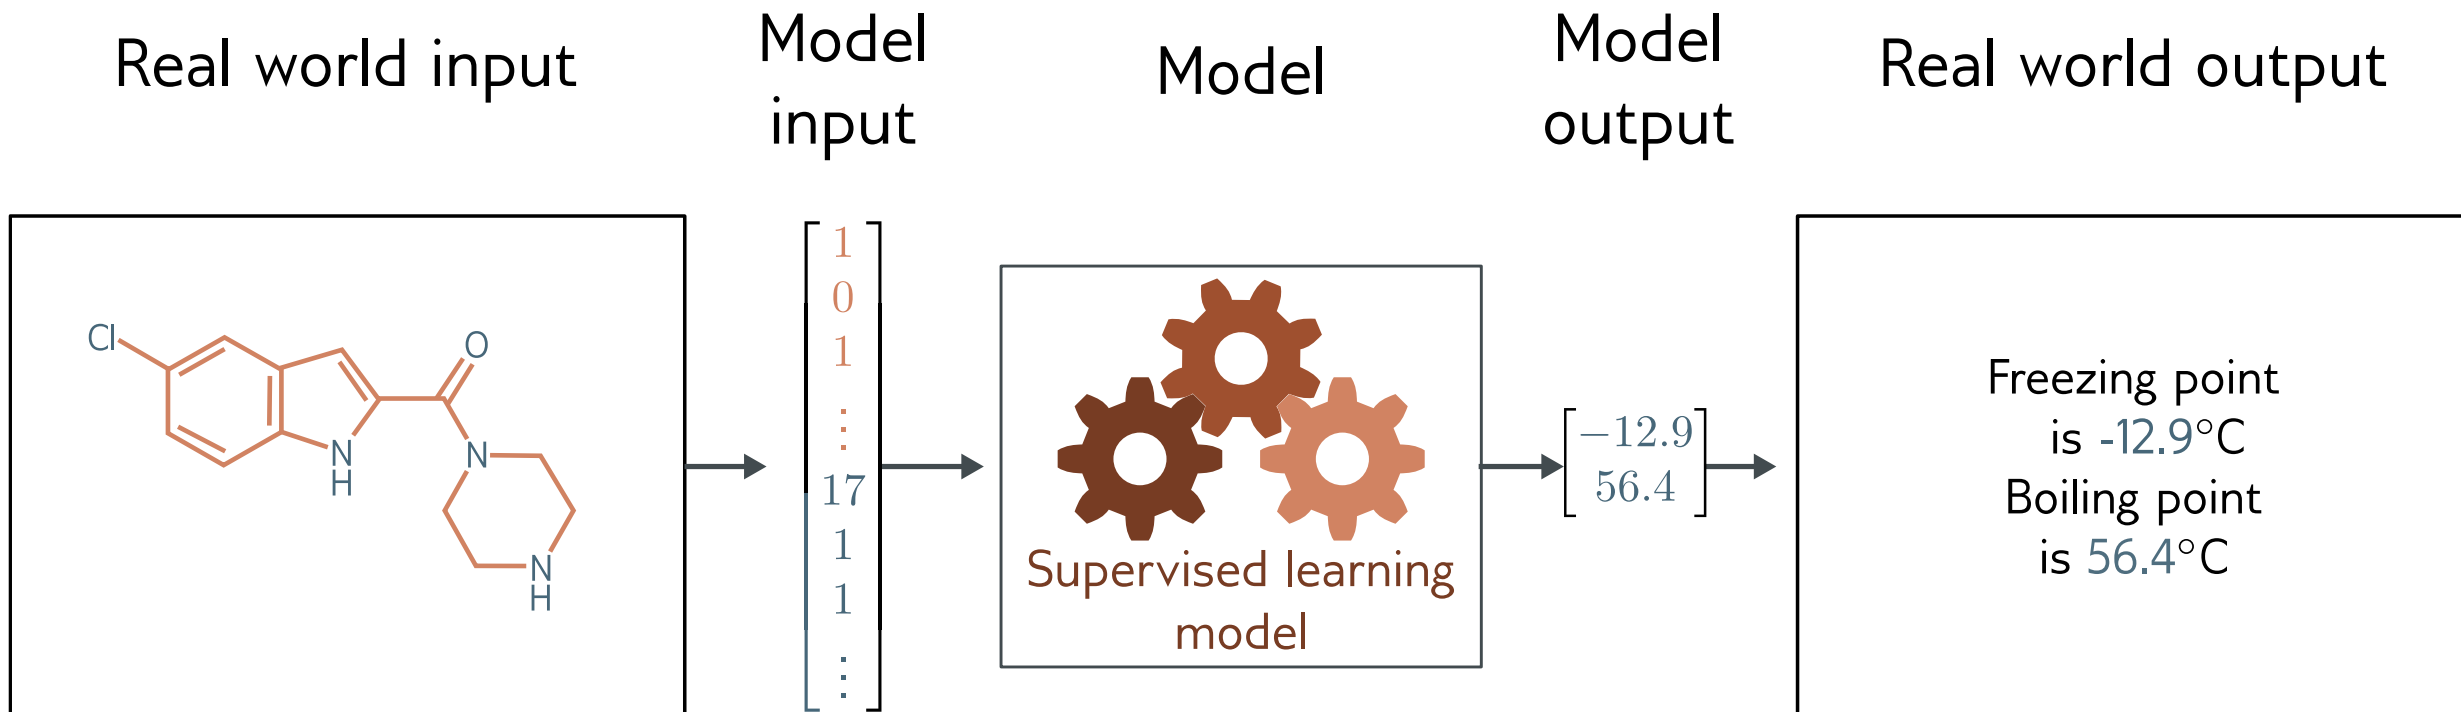 Real world input
Model
input
Model
Model
output
Real world output
Cl
O
N
H
N
N
H
1
0
1
⋮
17
1
1
⋮
Supervised learning
model
−12.9
56.4
Freezing point
is -12.9°C
Boiling point
is 56.4°C